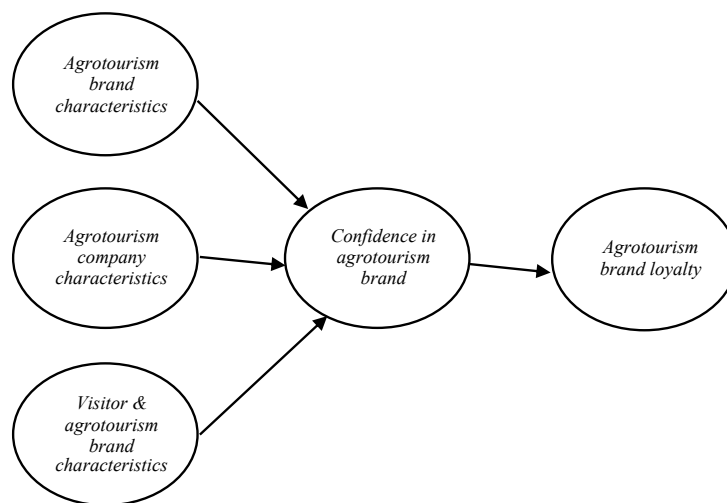 Agrotourism
brand
characteristics
Agrotourism
company
characteristics
Visitor &
agrotourism
brand
characteristics
Confidence in
agrotourism
brand
Agrotourism
brand loyalty